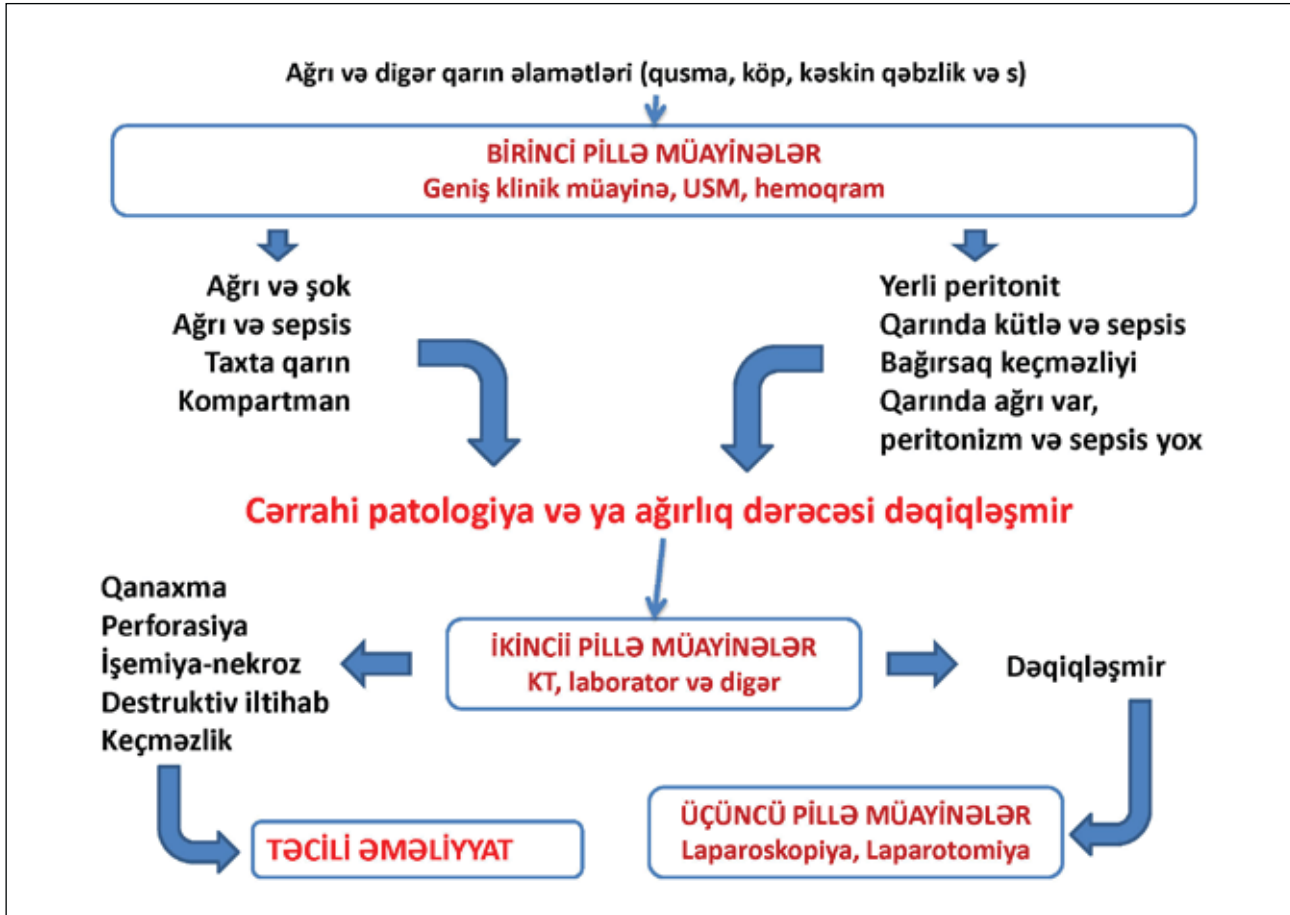 Ağrı və digər qarın əlamətləri (qusma, köp, kəskin qəbzlik və s)
BİRİNCİ PİLLƏ MÜAYİNƏLƏR
Geniş klinik müayinə, USM, hemoqram
Ağrı və şok
Ağrı və sepsis
Taxta qarın
Kompartman
Yerli peritonit
Qarında kütlə və sepsis
Bağırsaq keçməzliyi
Qarında ağrı var,
peritonizm və sepsis yox
Cərrahi patologiya və ya ağırlıq dərəcəsi dəqiqləşmir
Qanaxma
Perforasiya
İşemiya-nekroz
Destruktiv iltihab
Keçməzlik
İKİNCİİ PİLLƏ MÜAYİNƏLƏR
KT, laborator və digər
Dəqiqləşmir
TƏCİLİ ƏMƏLİYYAT
ÜÇÜNCÜ PİLLƏ MÜAYİNƏLƏR
Laparoskopiya, Laparotomiya